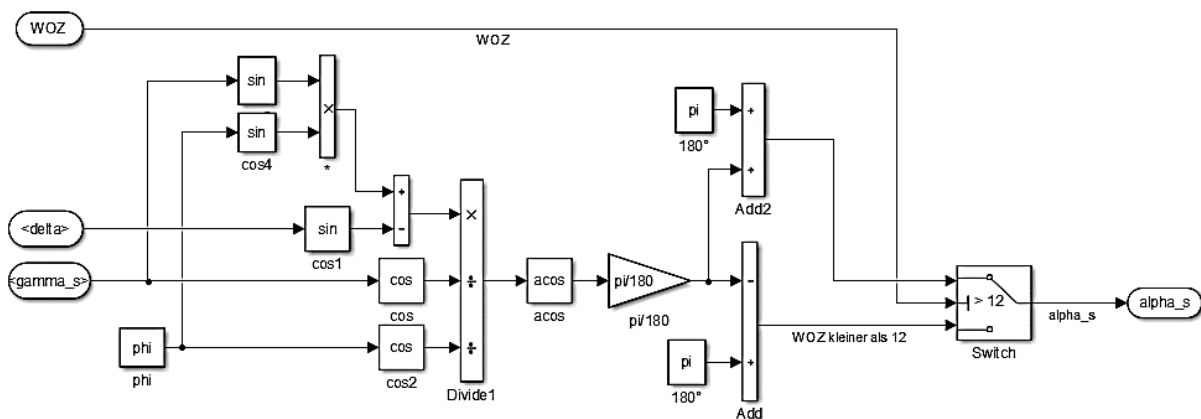 WOZ
WOZ
sin
×
sin
cos4
*
pi
180°
+
+
Add2
<delta>
sin
cos1
+
-
×
÷
÷
Divide1
<gamma_s>
cos
cos
acos
acos
pi/180
pi/180
phi
phi
cos
cos2
-
+
Add
pi
180°
WOZ kleiner als 12
> 12
Switch
alpha_s
alpha_s